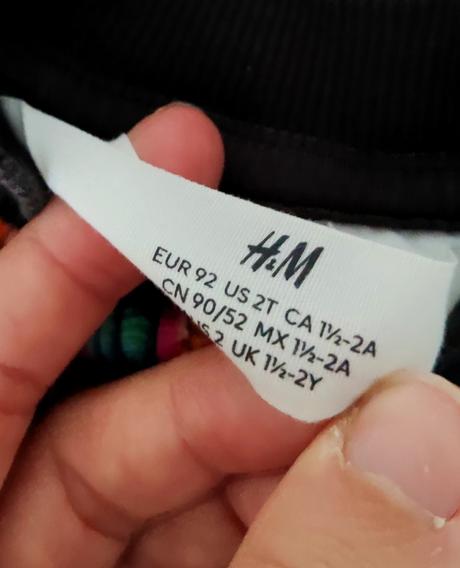 H&M
EUR 92 US 2T CA 1½-2A
CN 90/52 MX 1½-2A
2 UK 1½-2Y